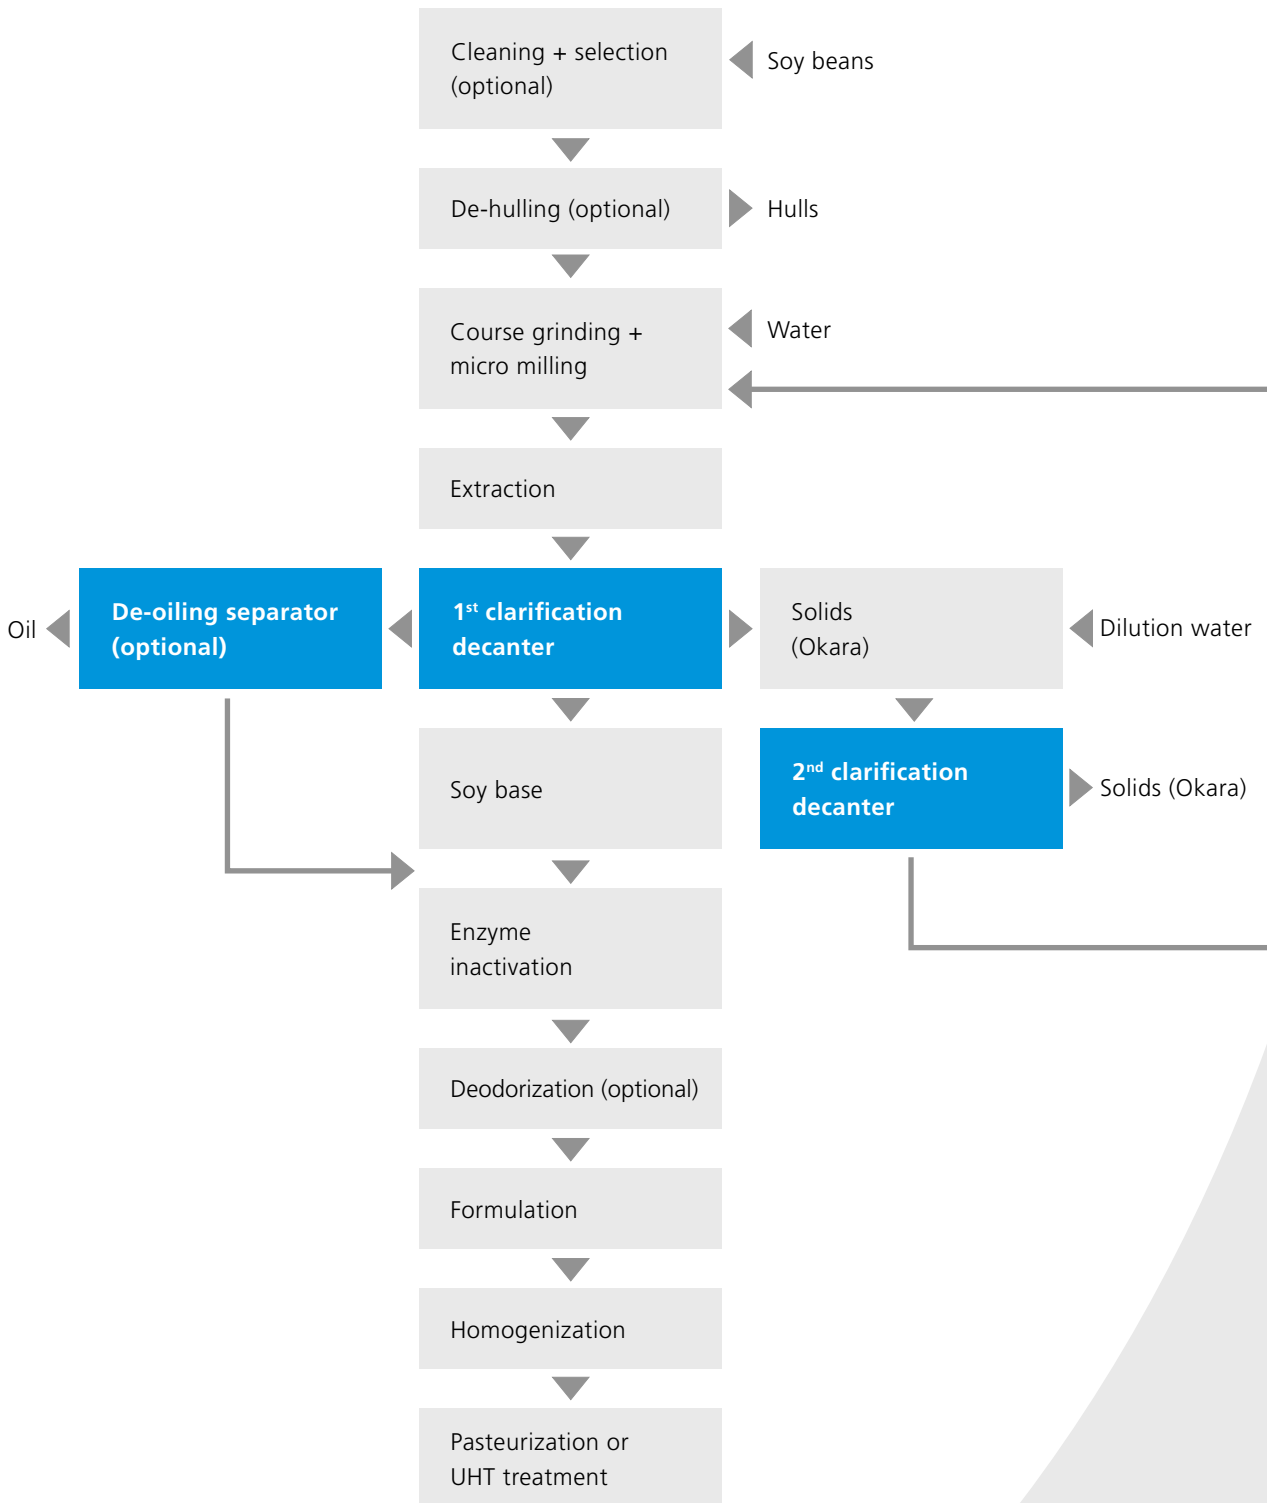 Cleaning + selection
(optional)
Soy beans
De-hulling (optional)
Hulls
Course grinding +
micro milling
Water
Extraction
Oil
De-oiling separator
(optional)
1st clarification
decanter
Solids
(Okara)
Dilution water
Soy base
2nd clarification
decanter
Solids (Okara)
Enzyme
inactivation
Deodorization (optional)
Formulation
Homogenization
Pasteurization or
UHT treatment